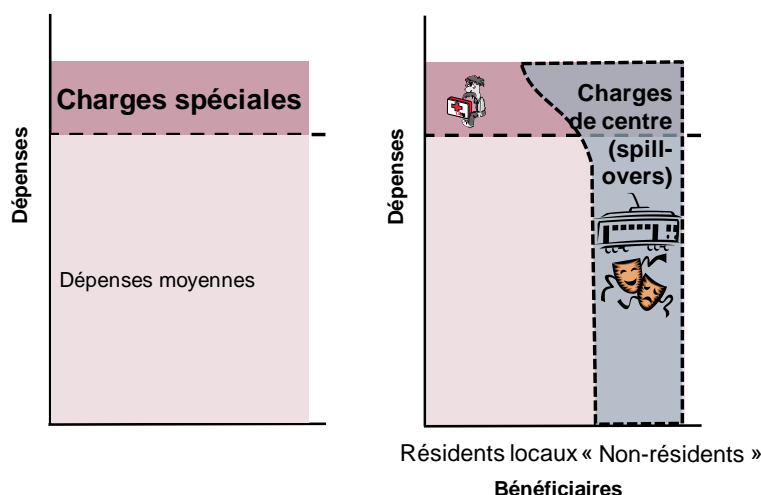 Dépenses
Charges spéciales
Dépenses moyennes
Dépenses
Charges
de centre
(spill-
overs)
Résidents locaux « Non-résidents »
Bénéficiaires